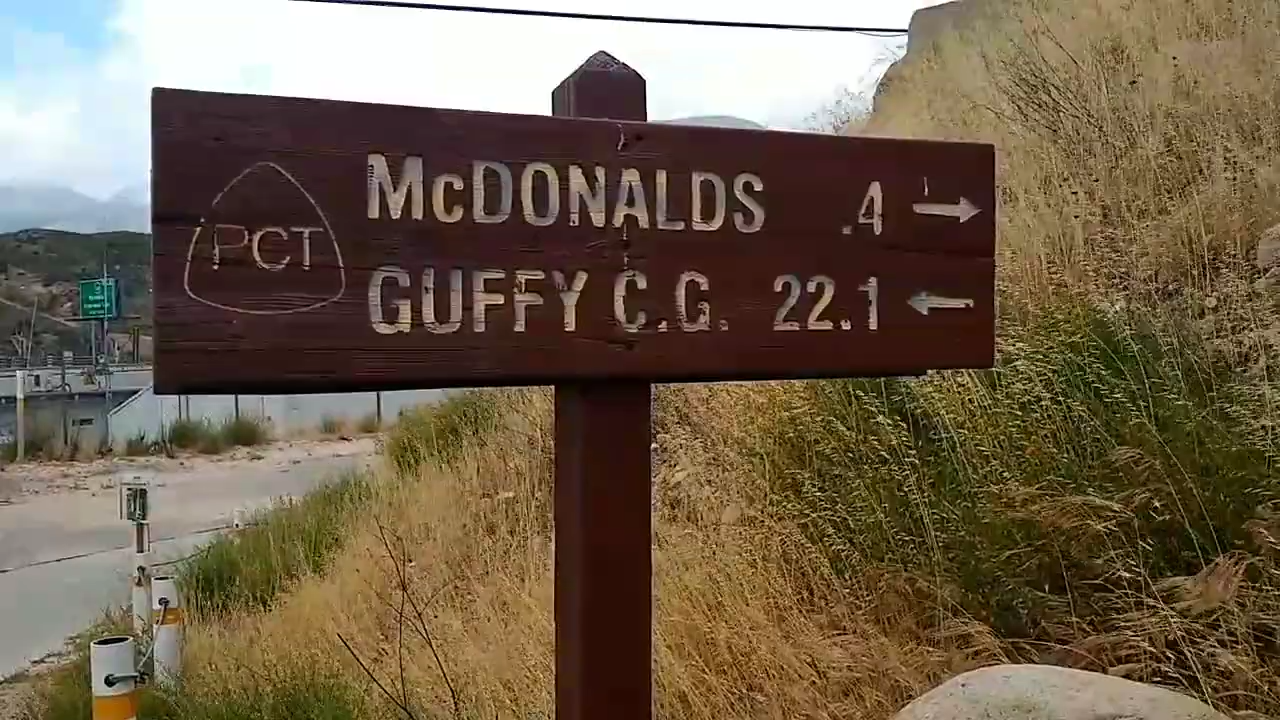 PCT
McDONALDS .4 →
GUFFY C.G. 22.1 ←